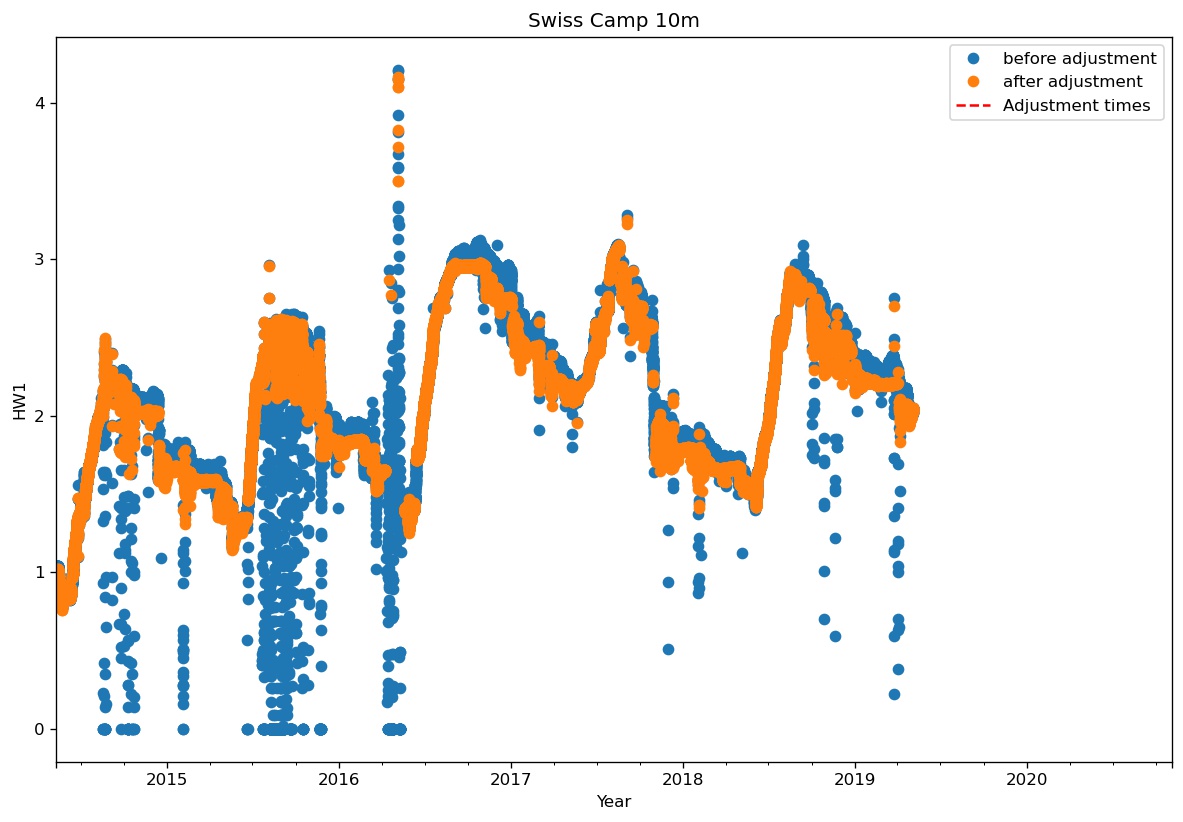 Swiss Camp 10m
before adjustment
after adjustment
Adjustment times
4
3
2
1
0
HW1
2015 2016 2017 2018 2019 2020
Year